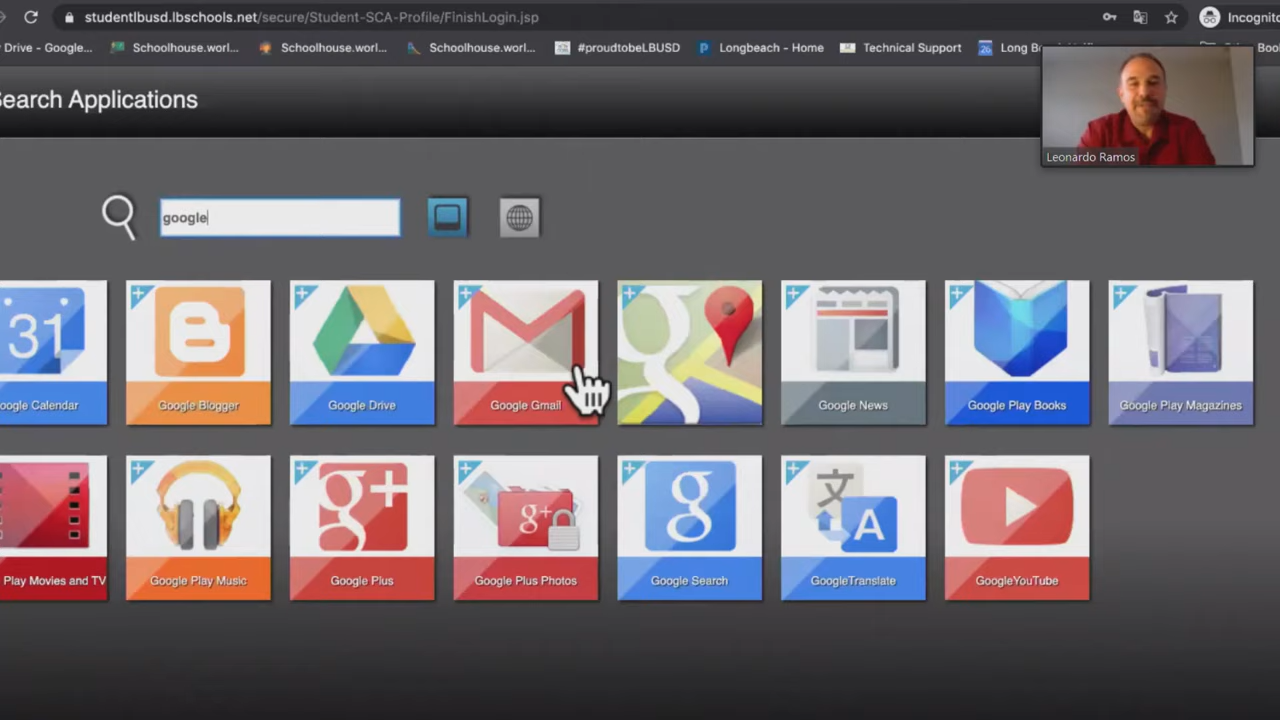 studentlbusd.lbschools.net/secure/Student-SCA-Profile/FinishLogin.jsp
Incognito
Drive - Google... Schoolhouse.worl... Schoolhouse.worl... Schoolhouse.worl... #proudtobeLBUSD Longbeach - Home Technical Support 26 Long B
earch Applications
Leonardo Ramos
google
31
oogle Calendar
Google Blogger
Google Drive
Google Gmail
Google News
Google Play Books
Google Play Magazines
Play Movies and TV
Google Play Music
g+
Google Plus
g+
Google Plus Photos
g
Google Search
文 A
GoogleTranslate
GoogleYouTube